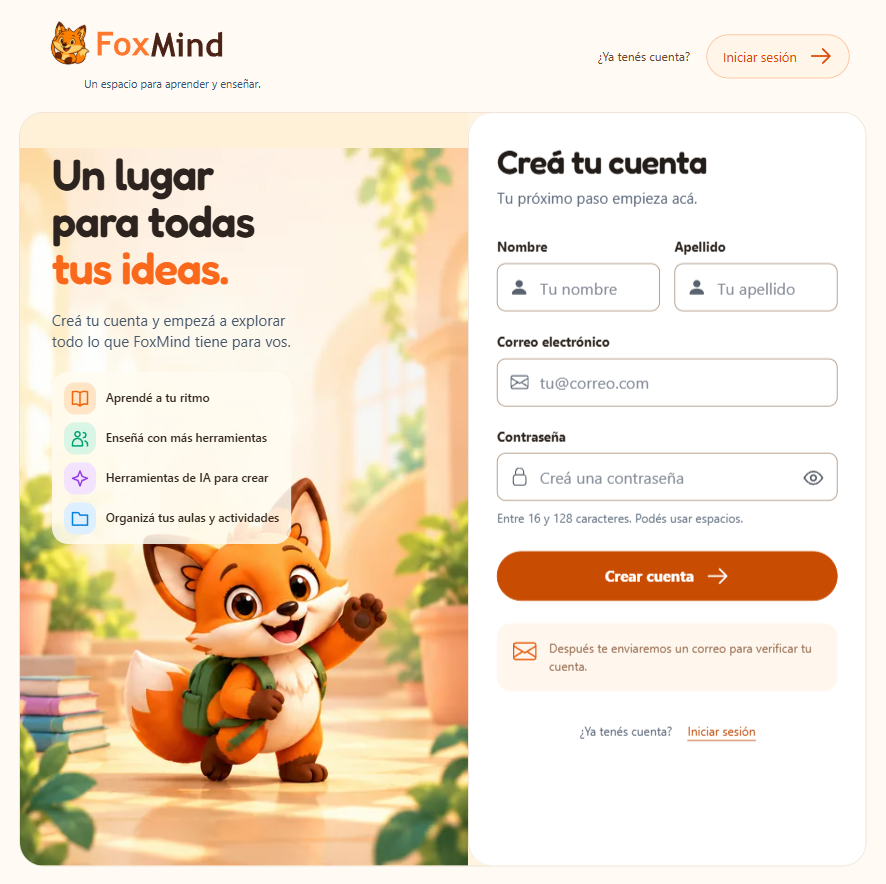 FoxMind
Un espacio para aprender y enseñar.
¿Ya tenés cuenta?
Iniciar sesión
Un lugar
para todas
tus ideas.
Creá tu cuenta y empezá a explorar
todo lo que FoxMind tiene para vos.
Aprendé a tu ritmo
Enseñá con más herramientas
Herramientas de IA para crear
Organizá tus aulas y actividades
Creá tu cuenta
Tu próximo paso empieza acá.
Nombre
Apellido
Tu nombre
Tu apellido
Correo electrónico
tu@correo.com
Contraseña
Creá una contraseña
Entre 16 y 128 caracteres. Podés usar espacios.
Crear cuenta
Después te enviaremos un correo para verificar tu
cuenta.
¿Ya tenés cuenta? Iniciar sesión